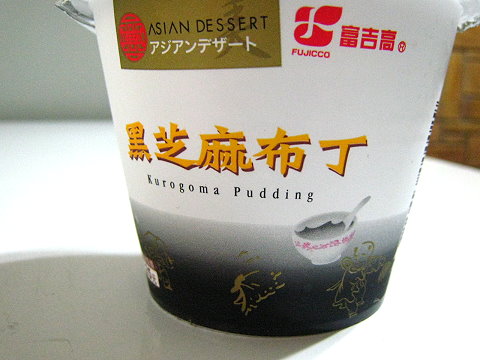 ASIAN DESSERT
アジアンデザート
FUJICCO
富吉高
黒芝麻布丁
Kurogoma Pudding